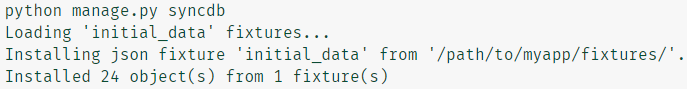 python manage.py syncdb
Loading 'initial_data' fixtures...
Installing json fixture 'initial_data' from '/path/to/myapp/fixtures/'.
Installed 24 object(s) from 1 fixture(s)